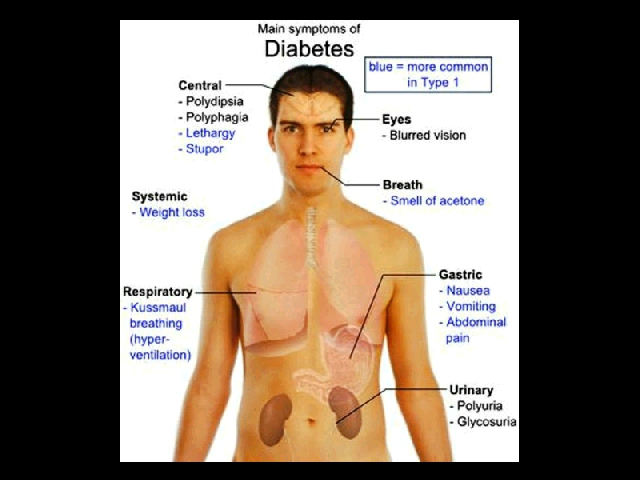 Main symptoms of
Diabetes
blue = more common
in Type 1
Central
- Polydipsia
- Polyphagia
- Lethargy
- Stupor
Eyes
- Blurred vision
Breath
- Smell of acetone
Systemic
- Weight loss
Gastric
- Nausea
- Vomiting
- Abdominal
pain
Respiratory
- Kussmaul
breathing
(hyper-
ventilation)
Urinary
- Polyuria
- Glycosuria